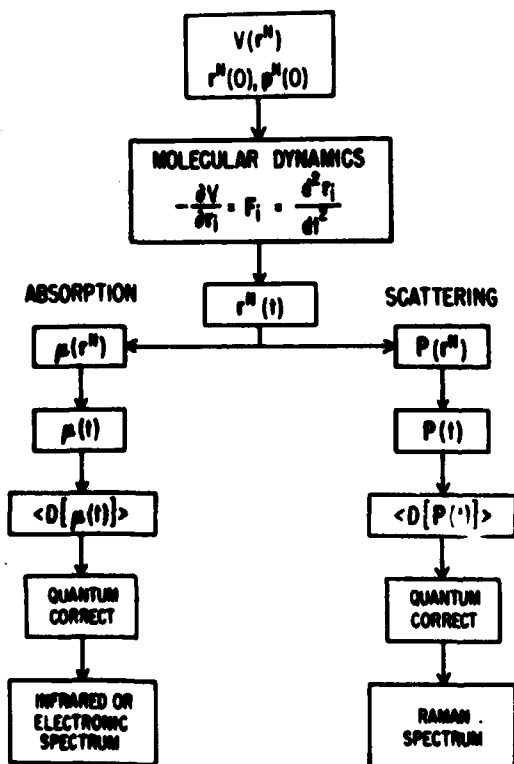 V(r^N)
r^N(0), p^N(0)
MOLECULAR DYNAMICS
-∂V/∂r_i = F_i = d²r_i/dt²
r^N(t)
ABSORPTION
SCATTERING
μ(r^N)
P(r^N)
μ(t)
P(t)
<D[μ(t)]>
<D[P(·)]>
QUANTUM
CORRECT
QUANTUM
CORRECT
INFRARED OR
ELECTRONIC
SPECTRUM
RAMAN
SPECTRUM